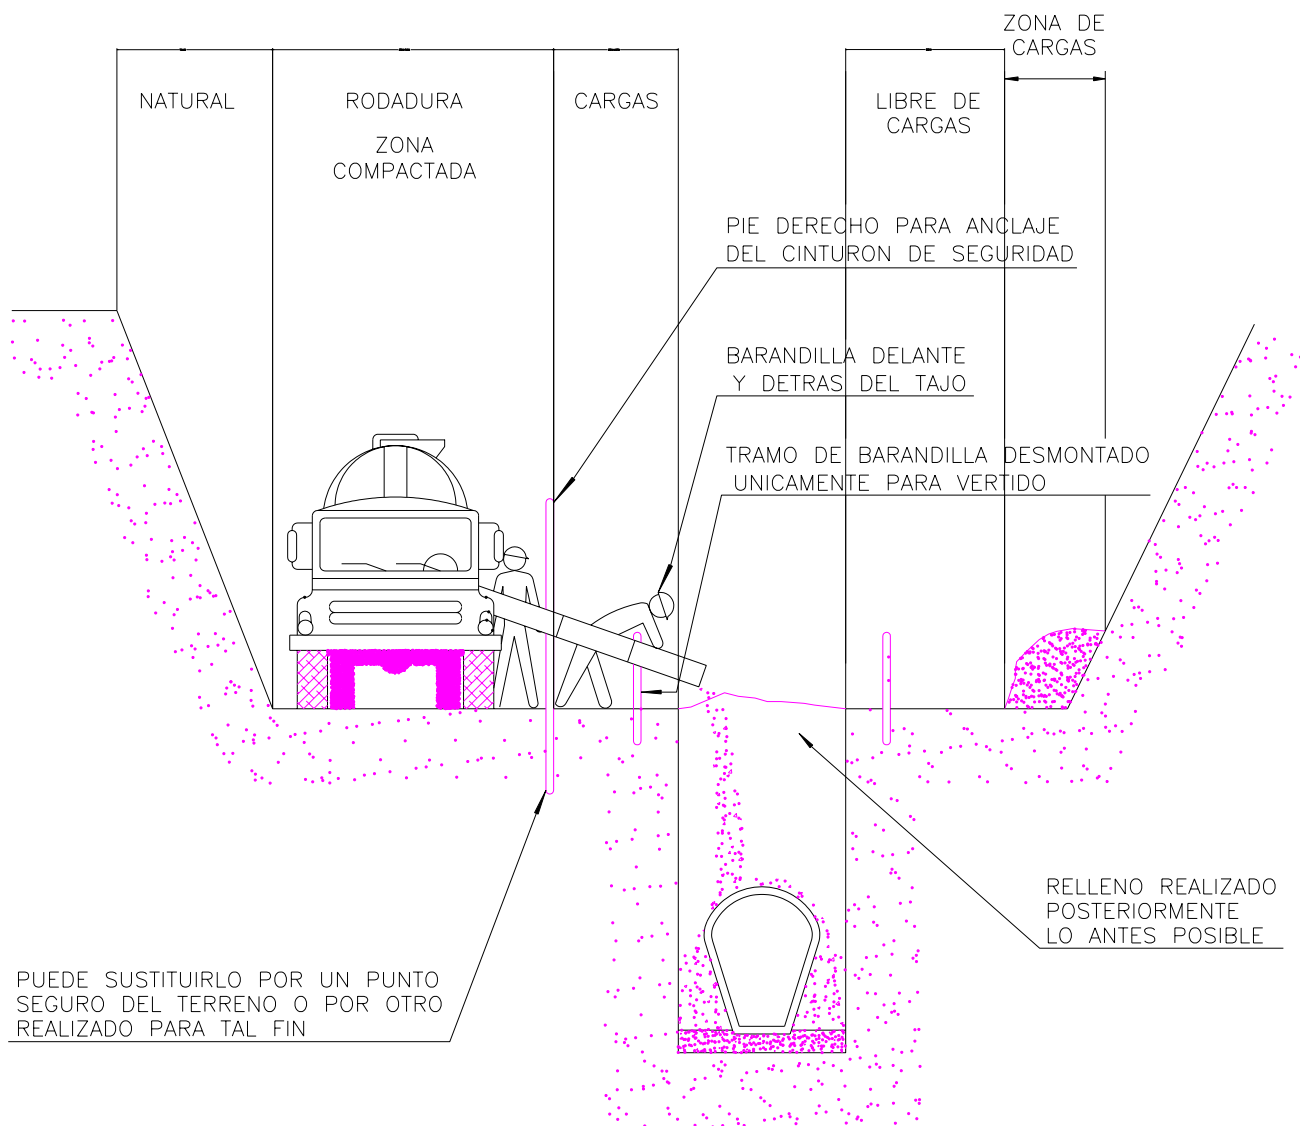 ZONA DE
CARGAS
NATURAL
RODADURA
CARGAS
LIBRE DE
CARGAS
ZONA
COMPACTADA
PIE DERECHO PARA ANCLAJE
DEL CINTURON DE SEGURIDAD
BARANDILLA DELANTE
Y DETRAS DEL TAJO
TRAMO DE BARANDILLA DESMONTADO
UNICAMENTE PARA VERTIDO
RELLENO REALIZADO
POSTERIORMENTE
LO ANTES POSIBLE
PUEDE SUSTITUIRLO POR UN PUNTO
SEGURO DEL TERRENO O POR OTRO
REALIZADO PARA TAL FIN